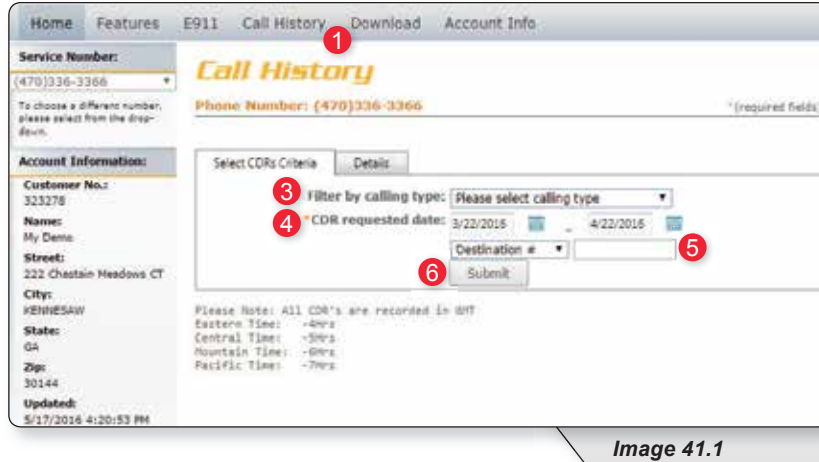 Home Features E911 Call History Download Account Info
1
Service Number:
(470)336-3366
To choose a different number,
please select from the drop-
down.
Account Information:
Customer No.:
323278
Name:
My Demo
Street:
222 Chastain Meadows CT
City:
KENNESAW
State:
GA
Zip:
30144
Updated:
5/17/2016 4:20:53 PM
Call History
Phone Number: (470)336-3366
*(required fields)
Select CDRs Criteria Details
3 Filter by calling type: Please select calling type
4 *CDR requested date: 3/22/2016 - 4/22/2016
Destination # 5
6 Submit
Please Note: All CDR's are recorded in GMT
Eastern Time: -4Hrs
Central Time: -5Hrs
Mountain Time: -6Hrs
Pacific Time: -7Hrs
Image 41.1